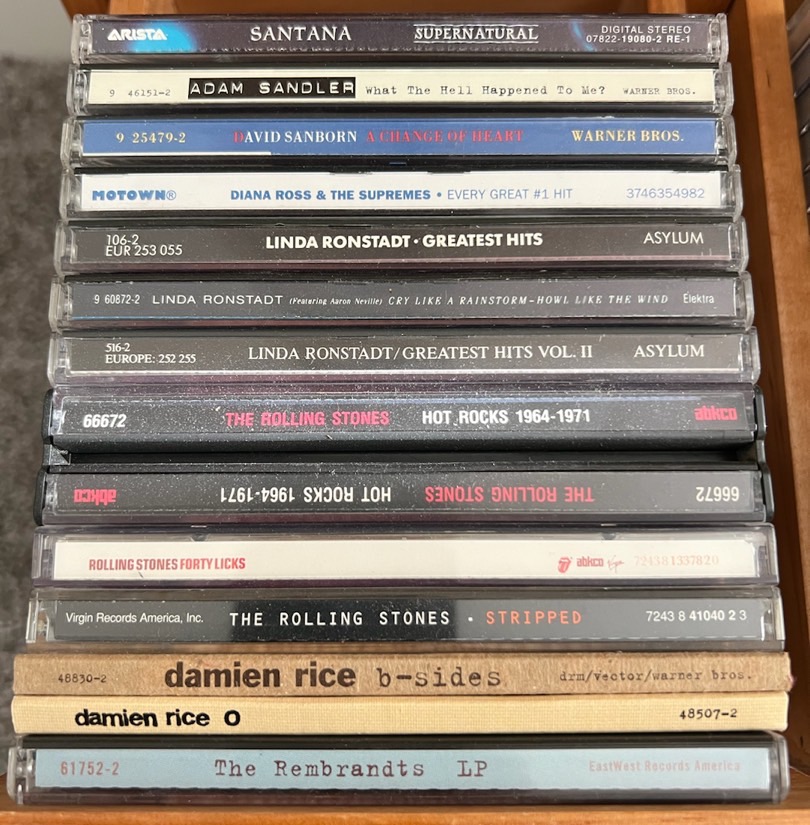 ARISTA SANTANA SUPERNATURAL DIGITAL STEREO
07822-19080-2 RE-1
9 46151-2 ADAM SANDLER What The Hell Happened To Me? WARNER BROS.
9 25479-2 DAVID SANBORN A CHANGE OF HEART WARNER BROS.
MOTOWN® DIANA ROSS & THE SUPREMES • EVERY GREAT #1 HIT 3746354982
106-2
EUR 253 055 LINDA RONSTADT · GREATEST HITS ASYLUM
9 60872-2 LINDA RONSTADT (Featuring Aaron Neville) CRY LIKE A RAINSTORM-HOWL LIKE THE WIND Elektra
516-2
EUROPE: 252 255 LINDA RONSTADT/GREATEST HITS VOL. II ASYLUM
66672 THE ROLLING STONES HOT ROCKS 1964-1971 abkco
66672 THE ROLLING STONES HOT ROCKS 1964-1971 abkco
ROLLING STONES FORTY LICKS abkco Virgin 724381337820
Virgin Records America, Inc. THE ROLLING STONES · STRIPPED 7243 8 41040 2 3
48830-2 damien rice b-sides drm/vector/warner bros.
damien rice O 48507-2
61752-2 The Rembrandts LP EastWest Records America